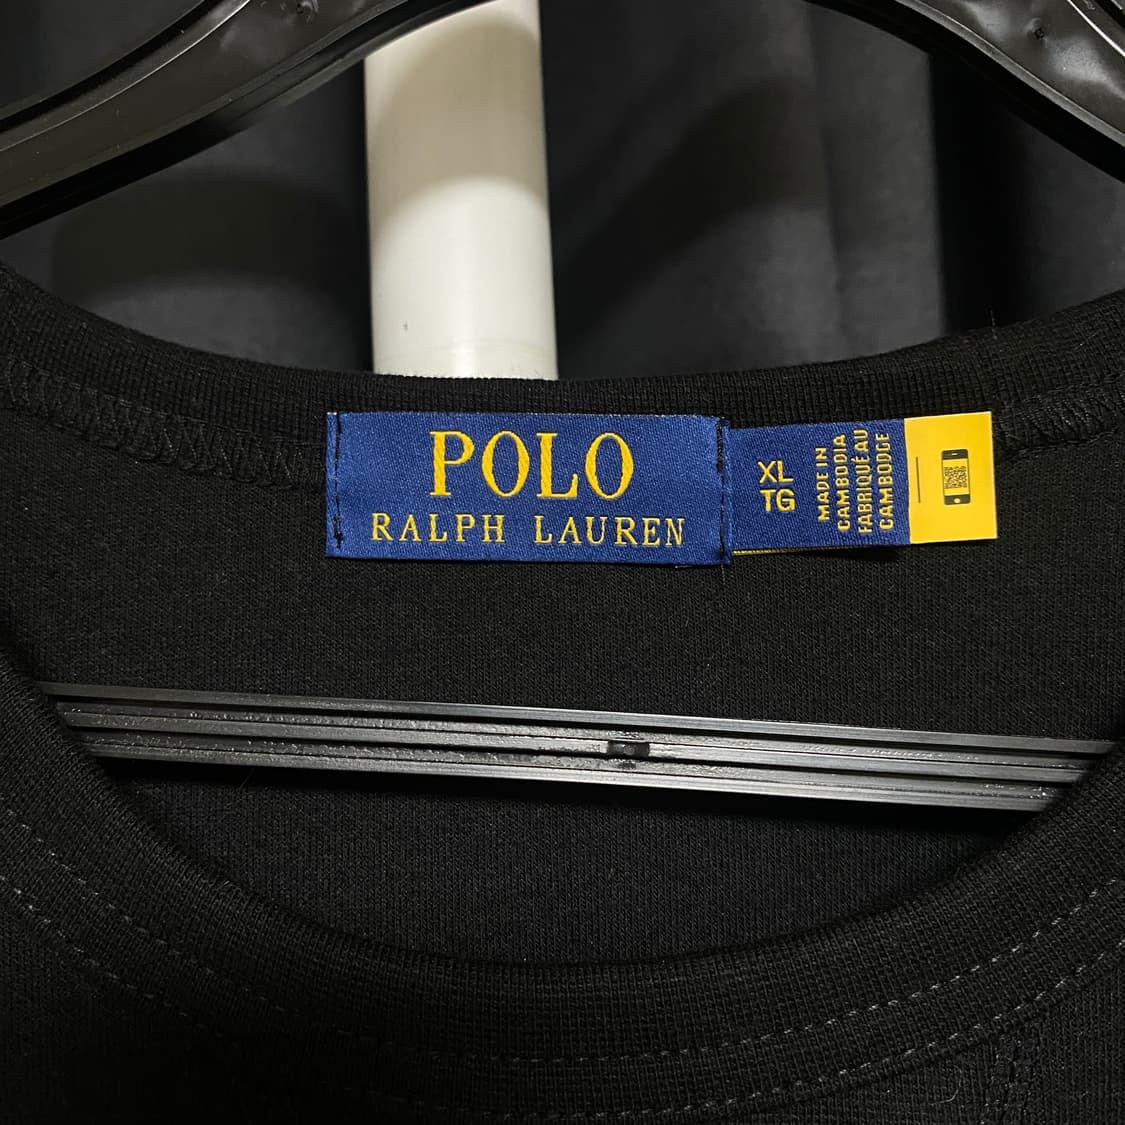 POLO
RALPH LAUREN
XL
TG
MADE IN
CAMBODIA
FABRIQUÉ AU
CAMBODGE